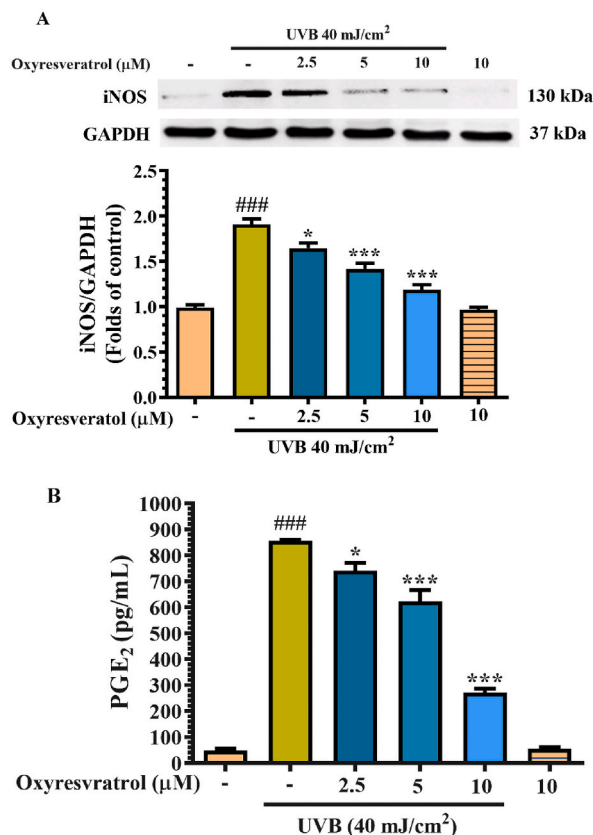 A
UVB 40 mJ/cm²
Oxyresveratrol (μM) - - 2.5 5 10 10
iNOS 130 kDa
GAPDH 37 kDa
iNOS/GAPDH
(Folds of control)
2.5
2.0
1.5
1.0
0.5
0.0
###
*
***
***
Oxyresveratol (μM) - - 2.5 5 10 10
UVB 40 mJ/cm²
B
PGE₂ (pg/mL)
1000
900
800
700
600
500
400
300
200
100
0
###
*
***
***
Oxyresvratrol (μM) - - 2.5 5 10 10
UVB (40 mJ/cm²)